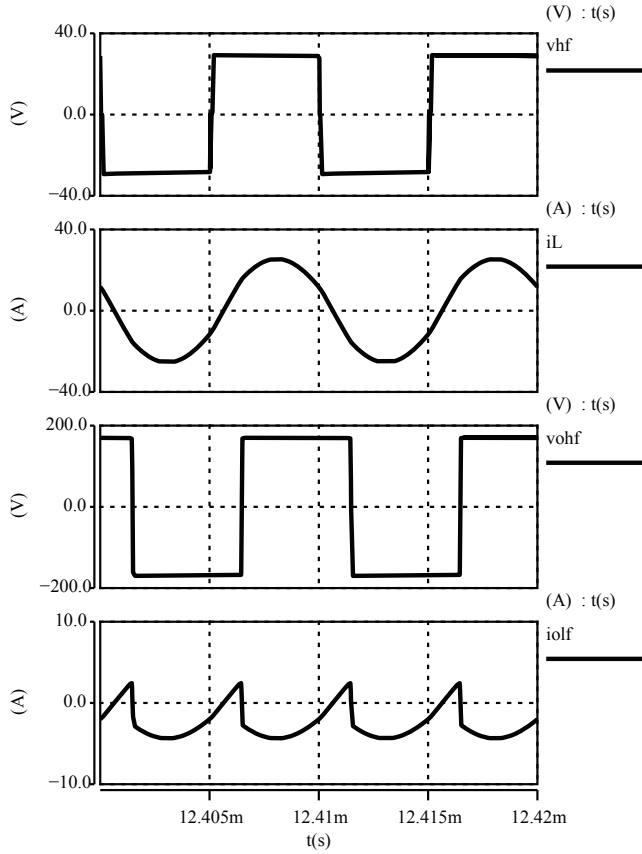 (V) : t(s)
vhf
40.0
0.0
−40.0
(V)
(A) : t(s)
iL
40.0
0.0
−40.0
(A)
(V) : t(s)
vohf
200.0
0.0
−200.0
(V)
(A) : t(s)
iolf
10.0
0.0
−10.0
(A)
12.405m 12.41m 12.415m 12.42m
t(s)